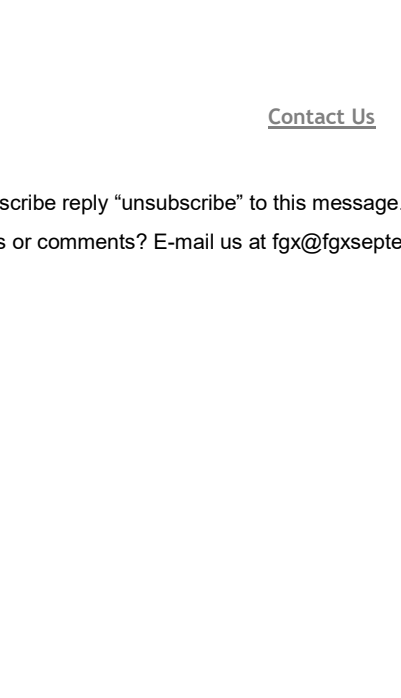 Contact Us
scribe reply “unsubscribe” to this message.
s or comments? E-mail us at fgx@fgxsepte